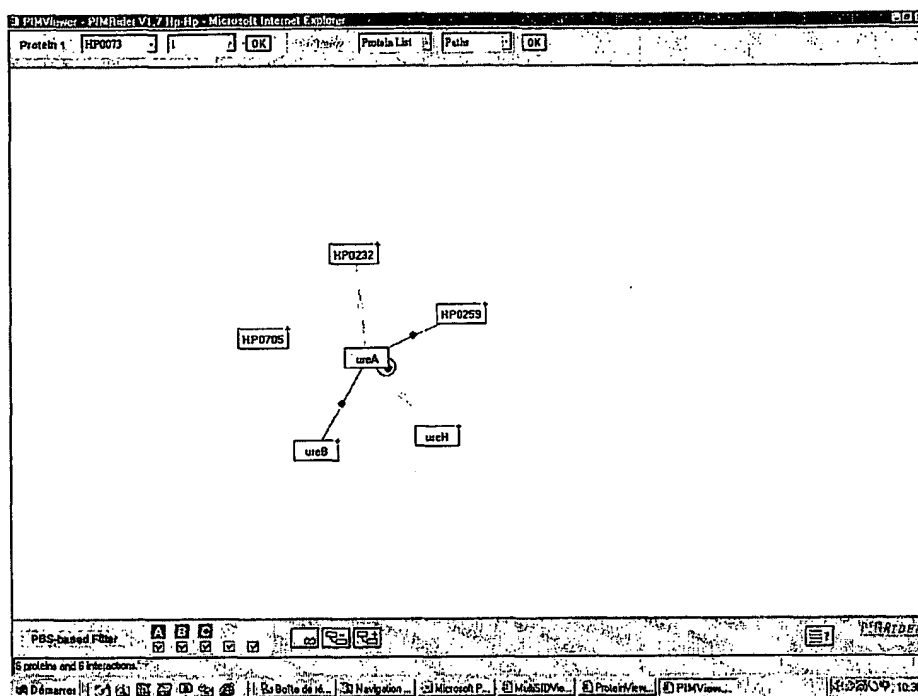 PIMViewer - PIMRider V1,7 Hp-Hp - Microsoft Internet Explorer
Protein 1 HP0073 1 OK Protein List Paths OK
HP0232
HP0259
HP0705
ureA
ureB
ureH
PBS-based Filter A B C
6 proteins and 6 interactions.
Démarrer Boîte de ré... Navigation ... Microsoft P... MultiSIDVie... ProteinView... PIMView...